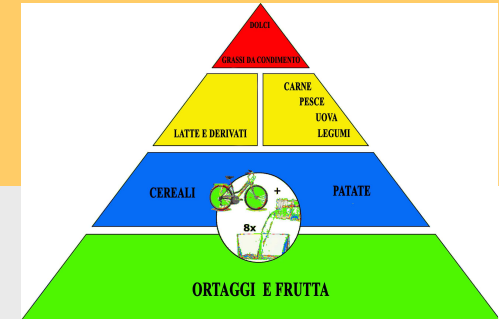 DOLCI
GRASSI DA CONDIMENTO
CARNE
PESCE
UOVA
LEGUMI
LATTE E DERIVATI
CEREALI
+
PATATE
8x
ORTAGGI E FRUTTA